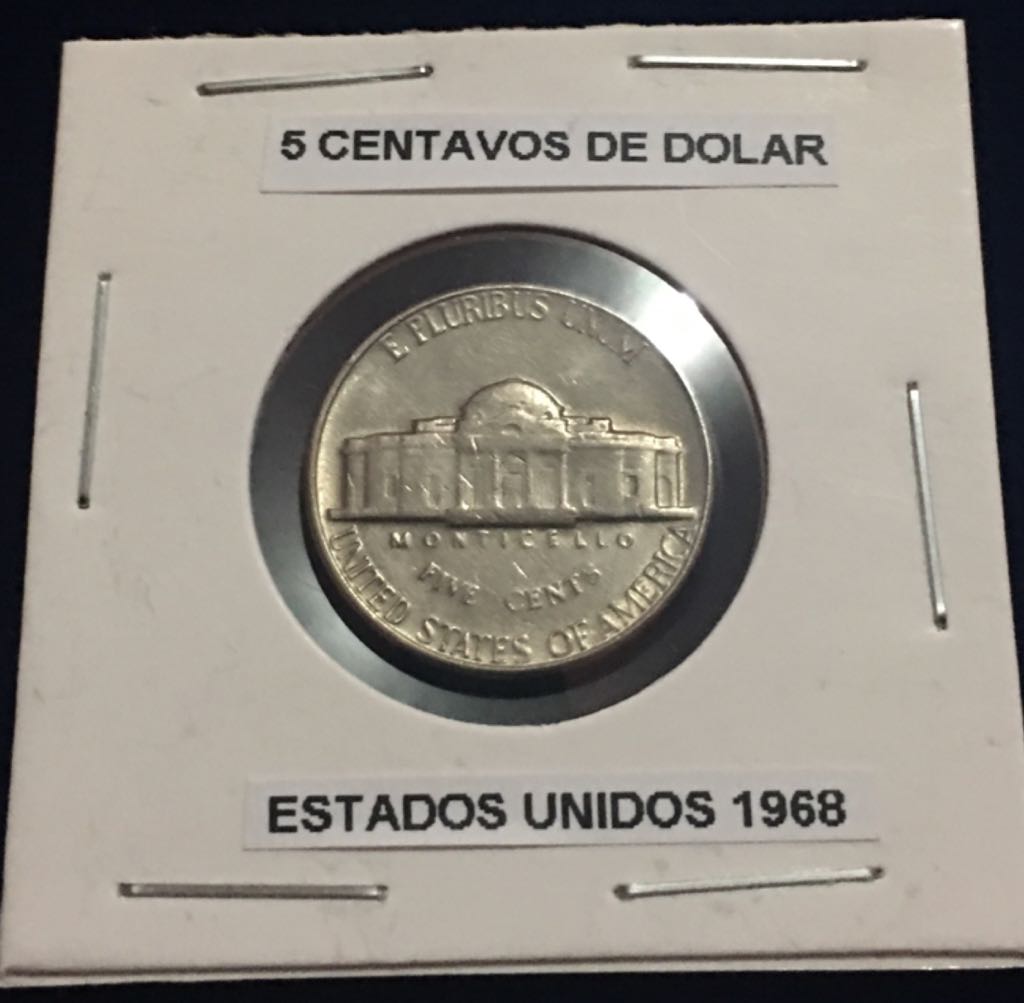 5 CENTAVOS DE DOLAR
E PLURIBUS UNUM
MONTICELLO
FIVE CENTS
UNITED STATES OF AMERICA
ESTADOS UNIDOS 1968